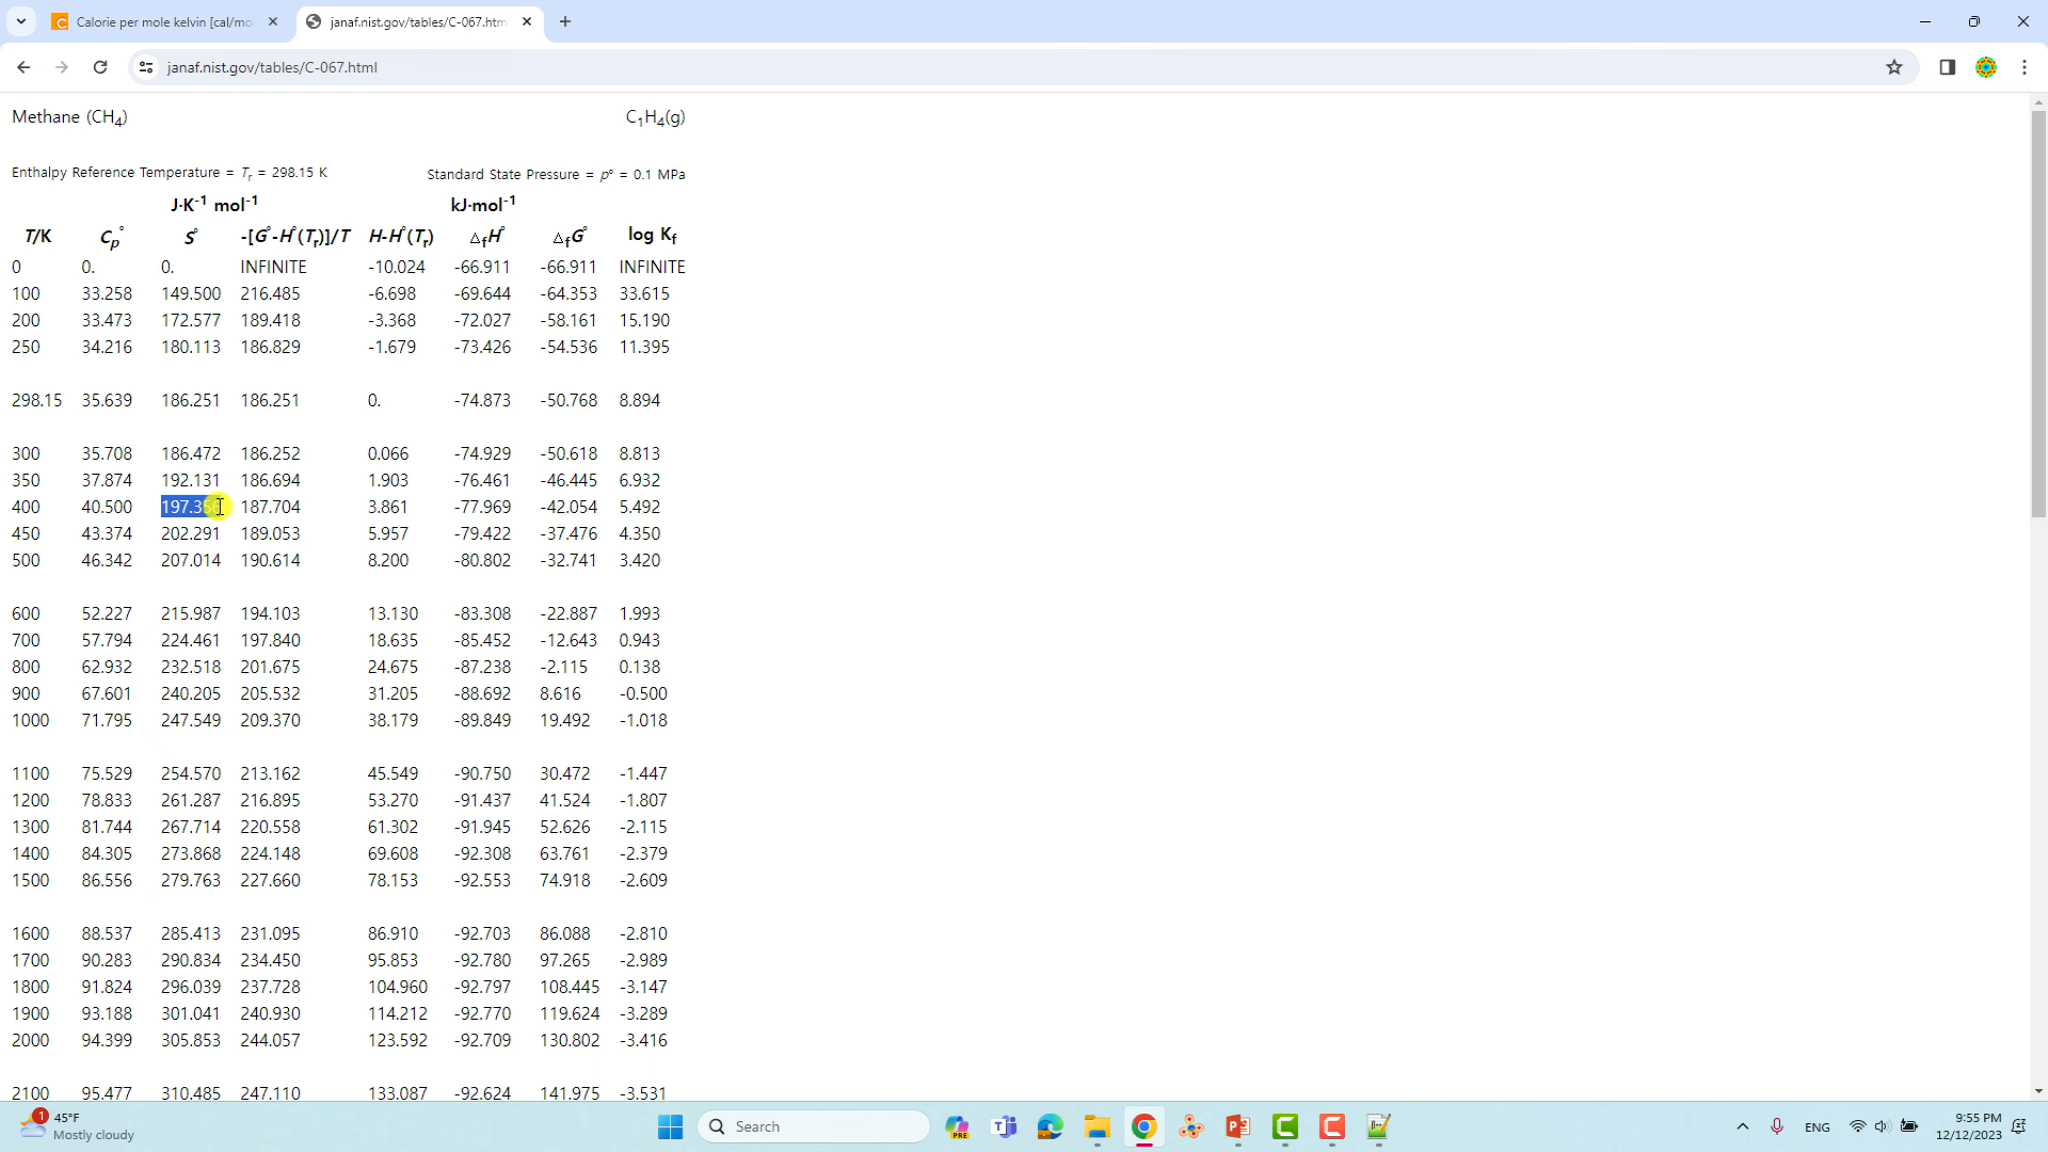 Calorie per mole kelvin [cal/mo
janaf.nist.gov/tables/C-067.htm
janaf.nist.gov/tables/C-067.html
Methane (CH4) C1H4(g)
Enthalpy Reference Temperature = Tr = 298.15 K Standard State Pressure = p° = 0.1 MPa
J·K-1 mol-1 kJ·mol-1
T/K Cp° S° -[G°-H°(Tr)]/T H-H°(Tr) ΔfH° ΔfG° log Kf
0 0. 0. INFINITE -10.024 -66.911 -66.911 INFINITE
100 33.258 149.500 216.485 -6.698 -69.644 -64.353 33.615
200 33.473 172.577 189.418 -3.368 -72.027 -58.161 15.190
250 34.216 180.113 186.829 -1.679 -73.426 -54.536 11.395
298.15 35.639 186.251 186.251 0. -74.873 -50.768 8.894
300 35.708 186.472 186.252 0.066 -74.929 -50.618 8.813
350 37.874 192.131 186.694 1.903 -76.461 -46.445 6.932
400 40.500 197.356 187.704 3.861 -77.969 -42.054 5.492
450 43.374 202.291 189.053 5.957 -79.422 -37.476 4.350
500 46.342 207.014 190.614 8.200 -80.802 -32.741 3.420
600 52.227 215.987 194.103 13.130 -83.308 -22.887 1.993
700 57.794 224.461 197.840 18.635 -85.452 -12.643 0.943
800 62.932 232.518 201.675 24.675 -87.238 -2.115 0.138
900 67.601 240.205 205.532 31.205 -88.692 8.616 -0.500
1000 71.795 247.549 209.370 38.179 -89.849 19.492 -1.018
1100 75.529 254.570 213.162 45.549 -90.750 30.472 -1.447
1200 78.833 261.287 216.895 53.270 -91.437 41.524 -1.807
1300 81.744 267.714 220.558 61.302 -91.945 52.626 -2.115
1400 84.305 273.868 224.148 69.608 -92.308 63.761 -2.379
1500 86.556 279.763 227.660 78.153 -92.553 74.918 -2.609
1600 88.537 285.413 231.095 86.910 -92.703 86.088 -2.810
1700 90.283 290.834 234.450 95.853 -92.780 97.265 -2.989
1800 91.824 296.039 237.728 104.960 -92.797 108.445 -3.147
1900 93.188 301.041 240.930 114.212 -92.770 119.624 -3.289
2000 94.399 305.853 244.057 123.592 -92.709 130.802 -3.416
2100 95.477 310.485 247.110 133.087 -92.624 141.975 -3.531
1
45°F
Mostly cloudy
Search
PRE
ENG
9:55 PM
12/12/2023